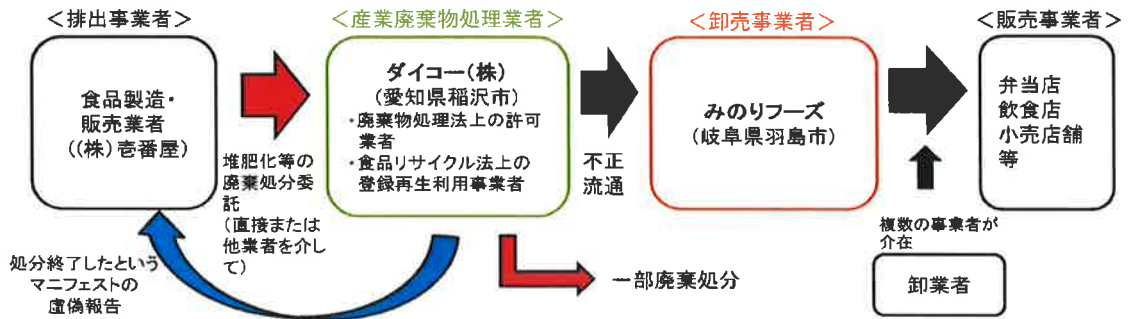 ＜排出事業者＞
食品製造・
販売業者
((株)壱番屋)
堆肥化等の
廃棄処分委
託
(直接または
他業者を介し
て)
＜産業廃棄物処理業者＞
ダイコー(株)
(愛知県稲沢市)
・廃棄物処理法上の許可
業者
・食品リサイクル法上の
登録再生利用事業者
不正
流通
＜卸売事業者＞
みのりフーズ
(岐阜県羽島市)
＜販売事業者＞
弁当店
飲食店
小売店舗
等
複数の事業者が
介在
卸業者
処分終了したという
マニフェストの
虚偽報告
一部廃棄処分